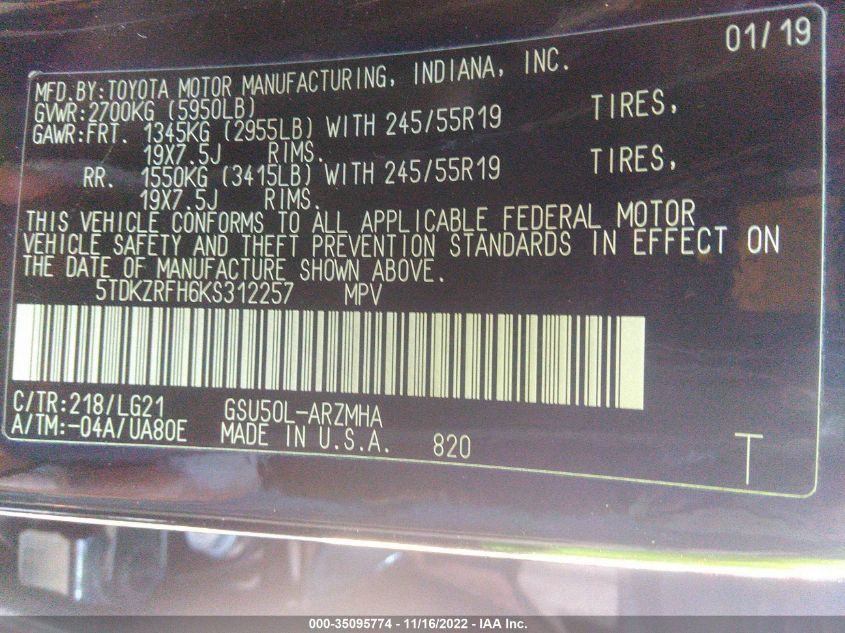 01/19
MFD.BY:TOYOTA MOTOR MANUFACTURING, INDIANA, INC.
GVWR:2700KG (5950LB)
GAWR:FRT. 1345KG (2955LB) WITH 245/55R19 TIRES,
19X7.5J RIMS.
RR. 1550KG (3415LB) WITH 245/55R19 TIRES,
19X7.5J RIMS.
THIS VEHICLE CONFORMS TO ALL APPLICABLE FEDERAL MOTOR
VEHICLE SAFETY AND THEFT PREVENTION STANDARDS IN EFFECT ON
THE DATE OF MANUFACTURE SHOWN ABOVE.
5TDKZRFH6KS312257 MPV
C/TR:218/LG21 GSU50L-ARZMHA
A/TM:-04A/UA80E MADE IN U.S.A. 820
T
000-35095774 - 11/16/2022 - IAA Inc.